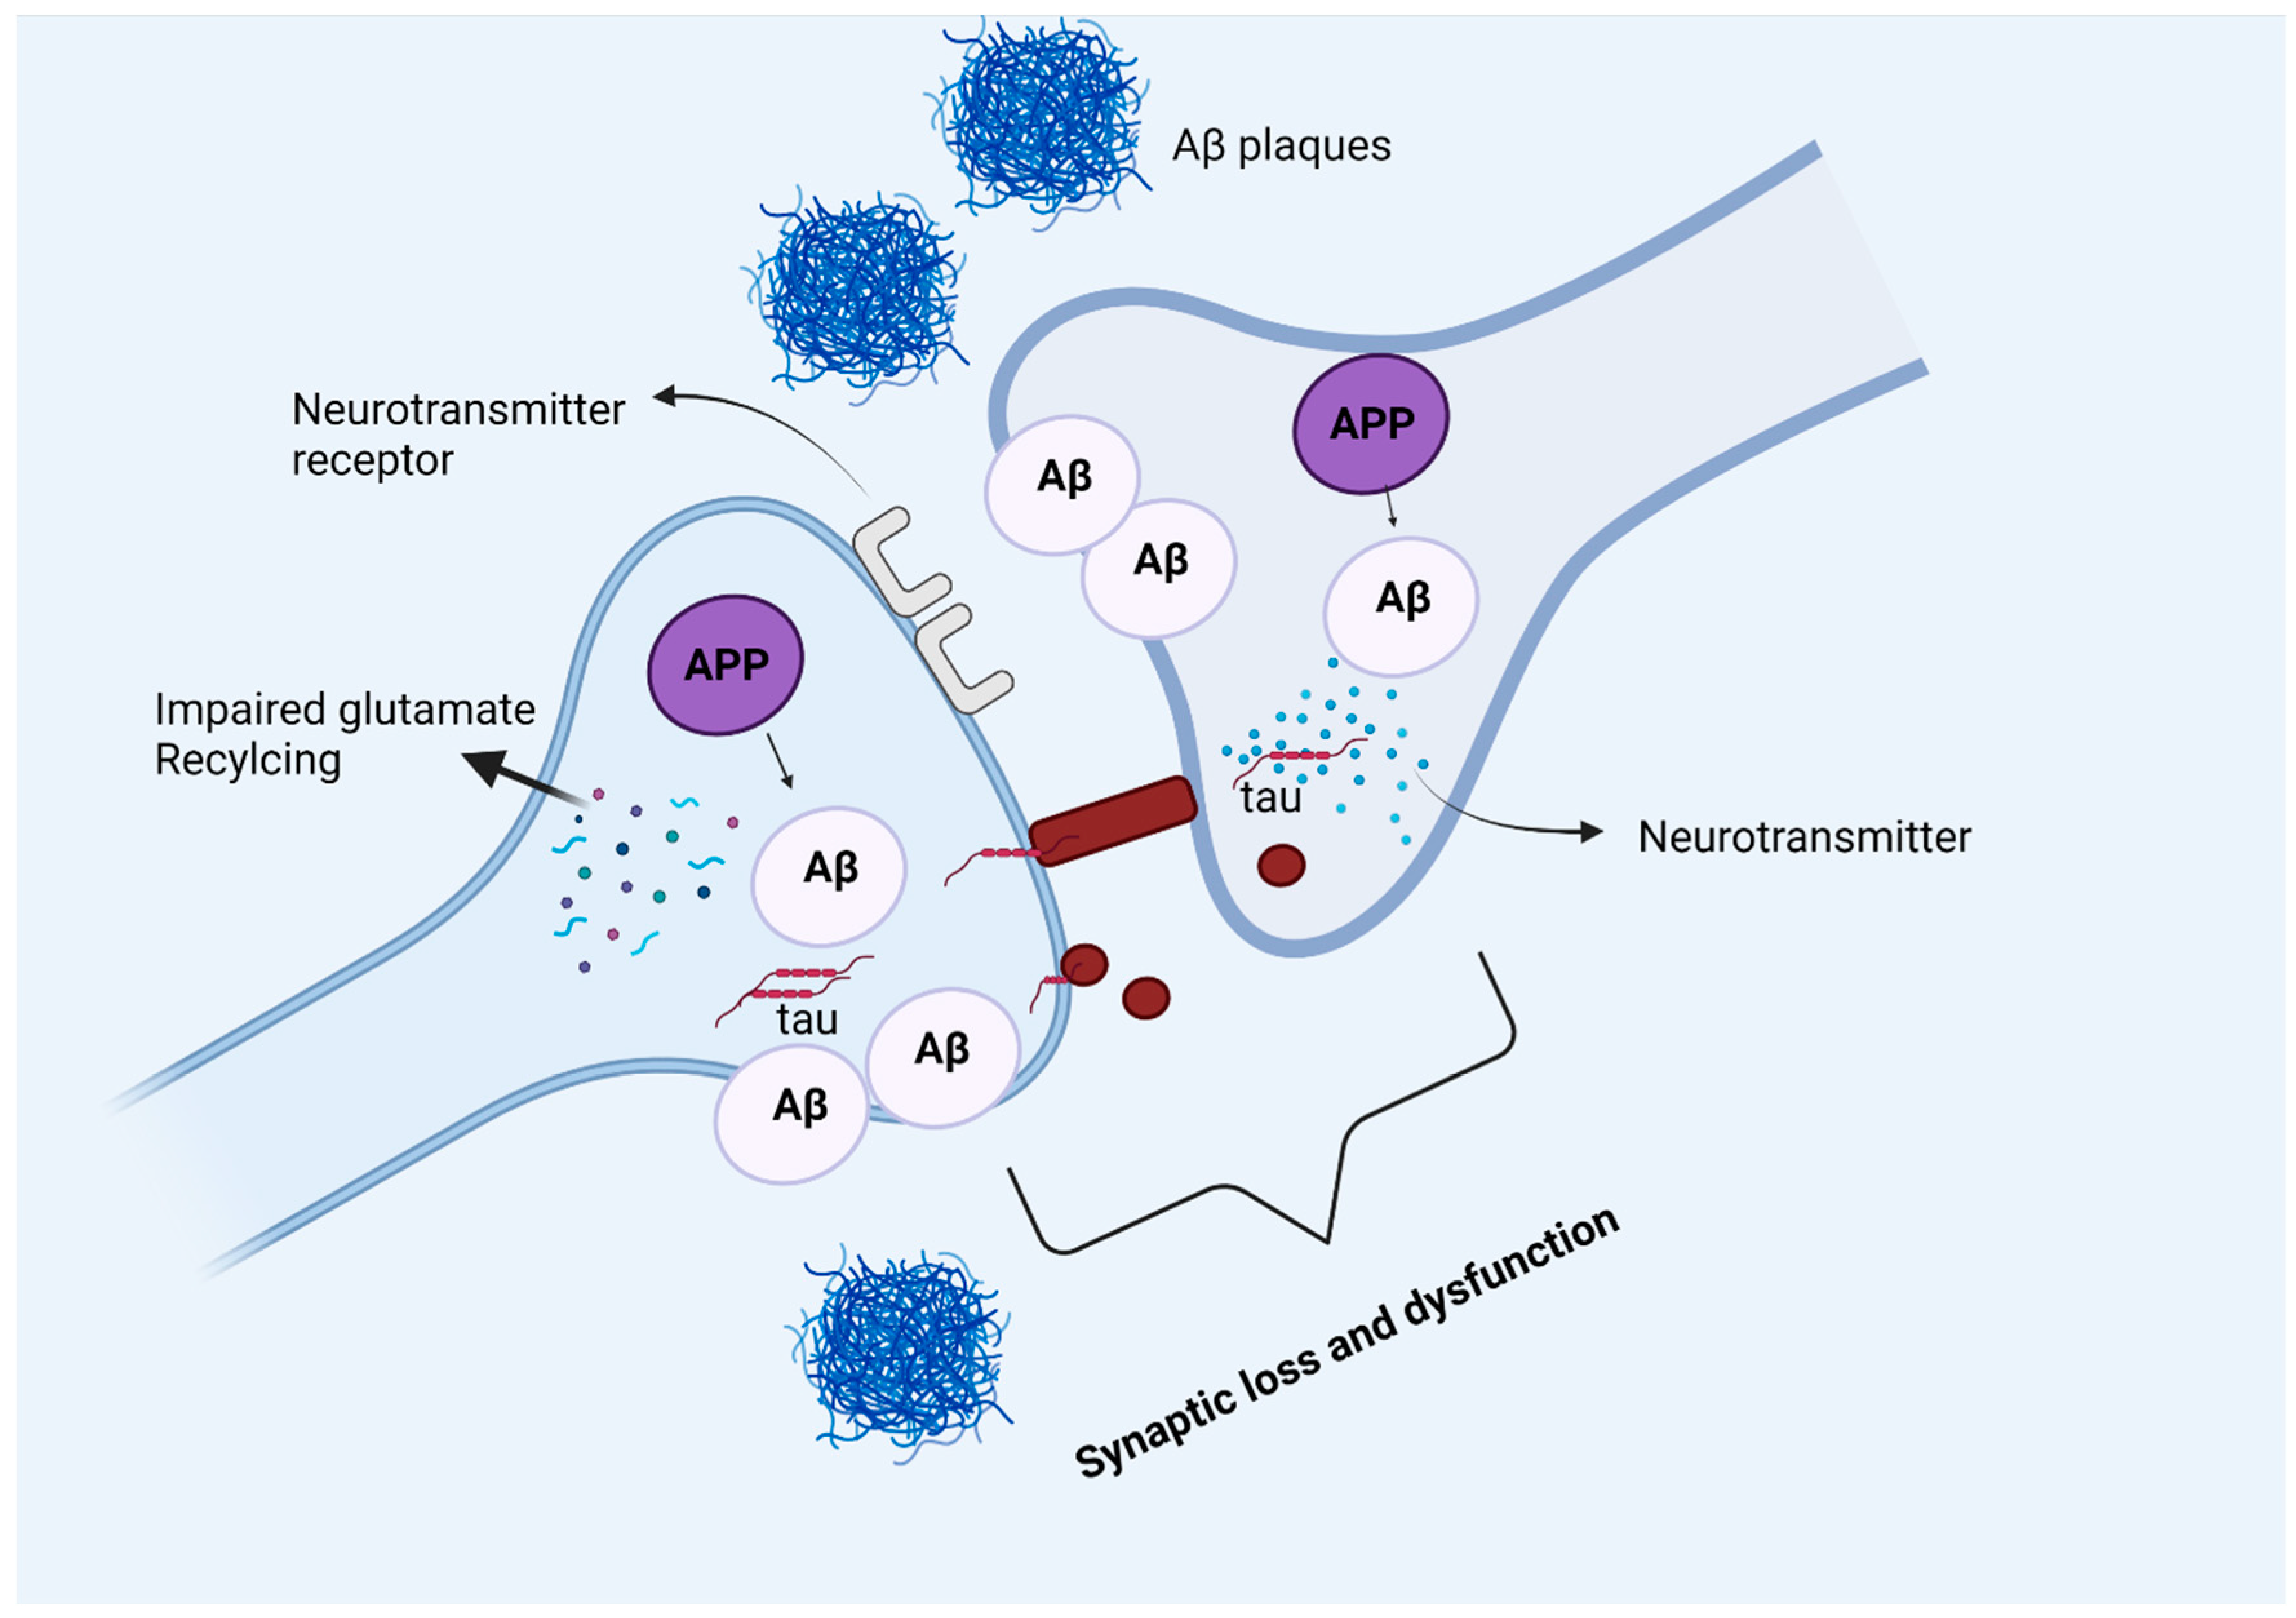 Aβ plaques
Neurotransmitter
receptor
APP
Aβ
Aβ
Aβ
APP
Impaired glutamate
Recylcing
tau
Neurotransmitter
Aβ
tau
Aβ
Aβ
Synaptic loss and dysfunction